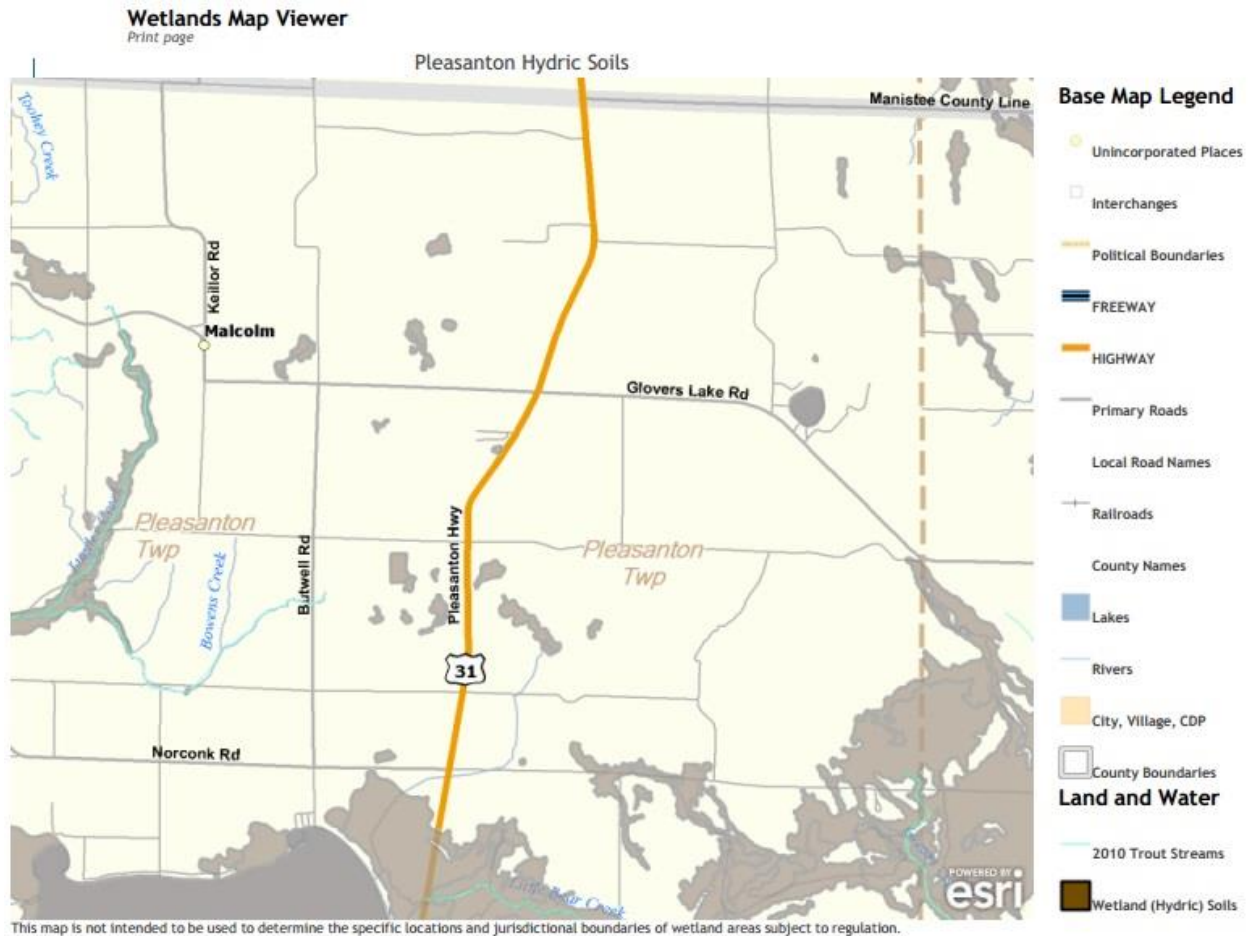 Wetlands Map Viewer
Print page
Pleasanton Hydric Soils
Manistee County Line
Toohey Creek
Keillor Rd
Malcolm
Glovers Lake Rd
Pleasanton
Twp
Bowens Creek
Butwell Rd
Pleasanton Hwy
Pleasanton
Twp
31
Norconk Rd
Little Bear Creek
POWERED BY
esri
Base Map Legend
Unincorporated Places
Interchanges
Political Boundaries
FREEWAY
HIGHWAY
Primary Roads
Local Road Names
Railroads
County Names
Lakes
Rivers
City, Village, CDP
County Boundaries
Land and Water
2010 Trout Streams
Wetland (Hydric) Soils
This map is not intended to be used to determine the specific locations and jurisdictional boundaries of wetland areas subject to regulation.